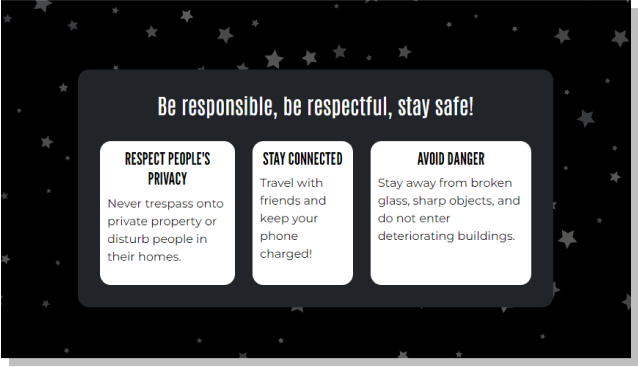 Be responsible, be respectful, stay safe!
RESPECT PEOPLE'S
PRIVACY
Never trespass onto
private property or
disturb people in
their homes.
STAY CONNECTED
Travel with
friends and
keep your
phone
charged!
AVOID DANGER
Stay away from broken
glass, sharp objects, and
do not enter
deteriorating buildings.